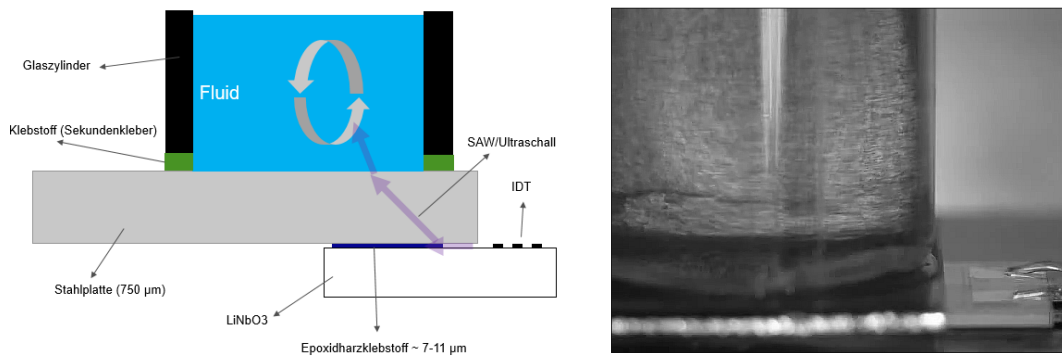 Glaszylinder
Fluid
Klebstoff (Sekundenkleber)
SAW/Ultraschall
IDT
Stahlplatte (750 µm)
LiNbO3
Epoxidharzklebstoff ~ 7-11 µm